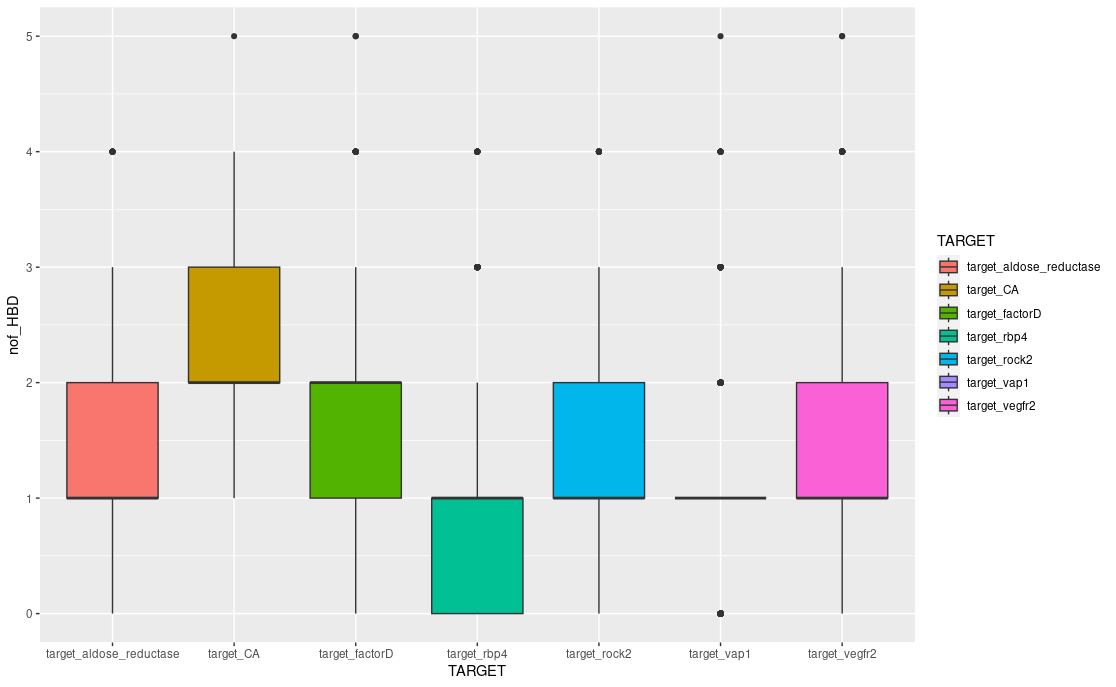 5
4
3
2
1
0
nof_HBD
target_aldose_reductase target_CA target_factorD target_rbp4 target_rock2 target_vap1 target_vegfr2
TARGET
TARGET
target_aldose_reductase
target_CA
target_factorD
target_rbp4
target_rock2
target_vap1
target_vegfr2